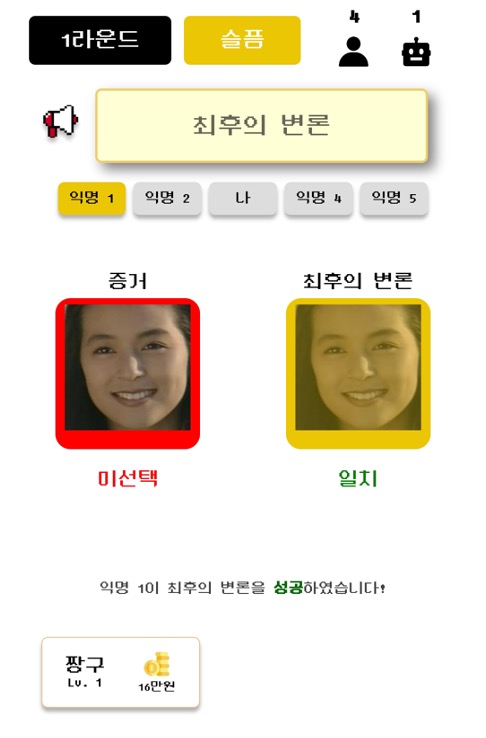 1라운드
슬픔
4
1
최후의 변론
익명 1
익명 2
나
익명 4
익명 5
증거
최후의 변론
미선택
일치
익명 1이 최후의 변론을 성공하였습니다!
짱구
Lv. 1
16만원